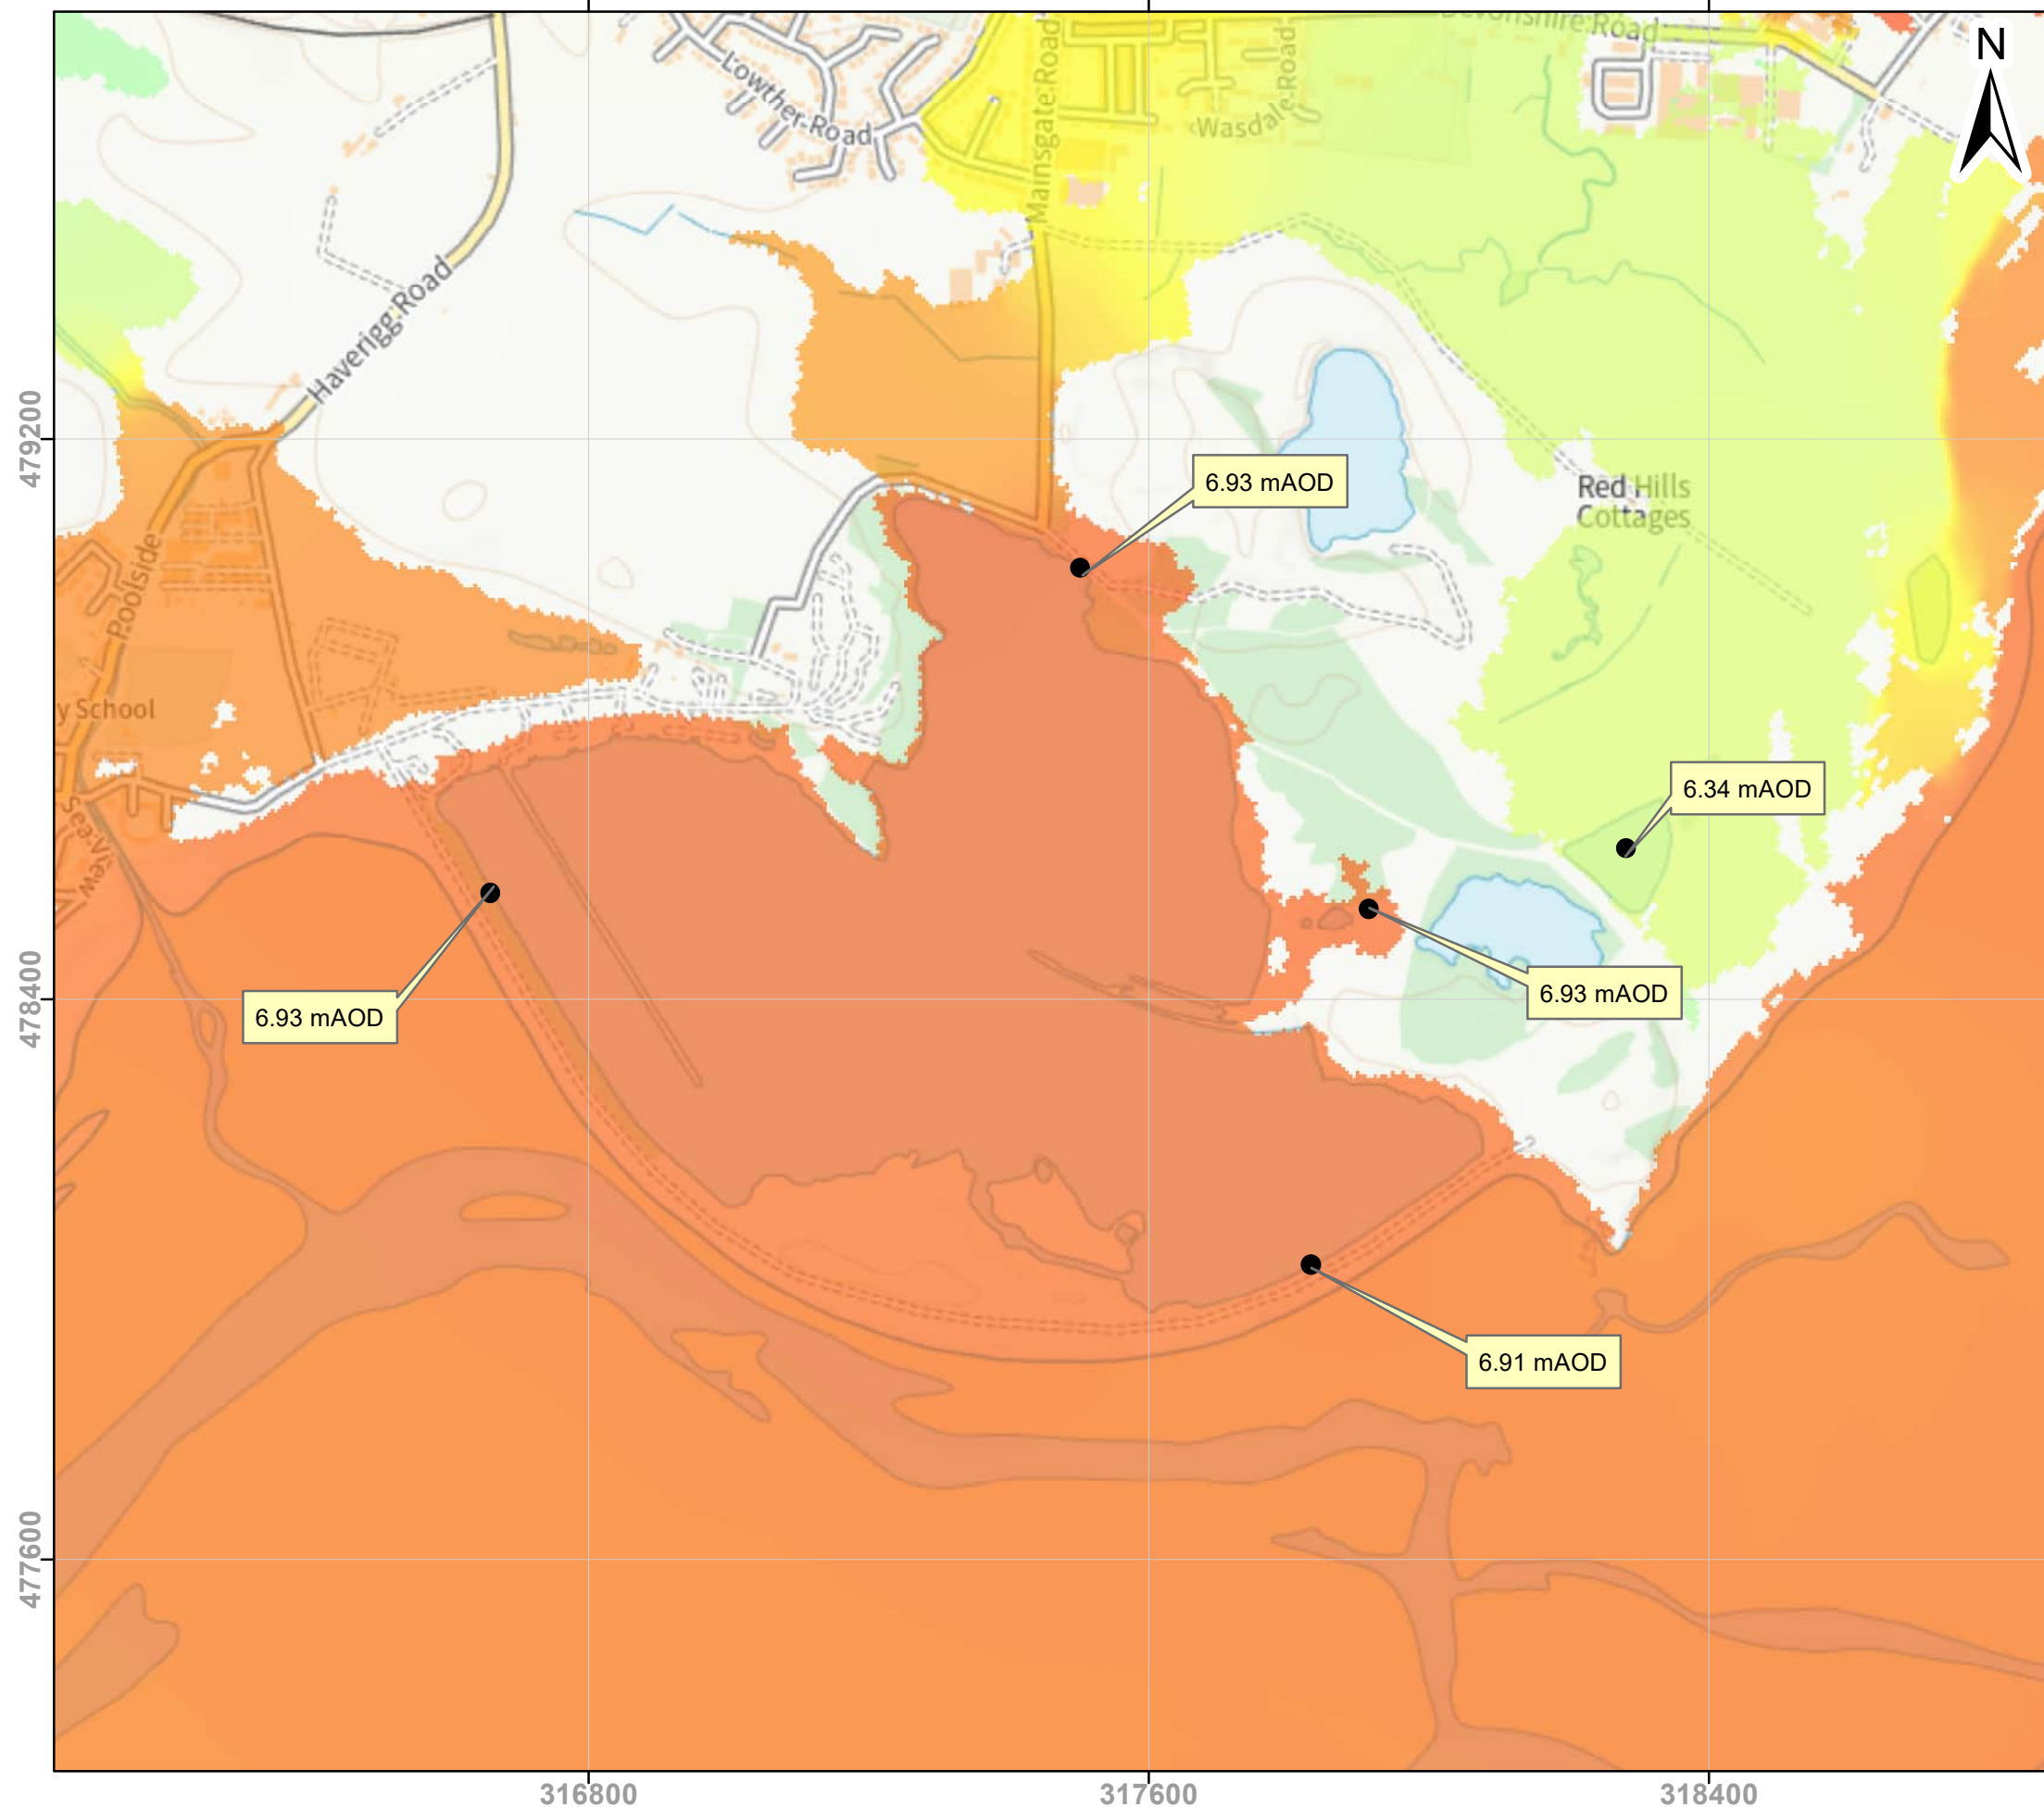 Devonshire Road
N
Lowther Road
Mainsgate Road
Wasdale Road
Haverigg Road
479200
6.93 mAOD
Red Hills
Cottages
Poolside
y School
6.34 mAOD
Sea View
478400
6.93 mAOD
6.93 mAOD
6.91 mAOD
477600
316800
317600
318400